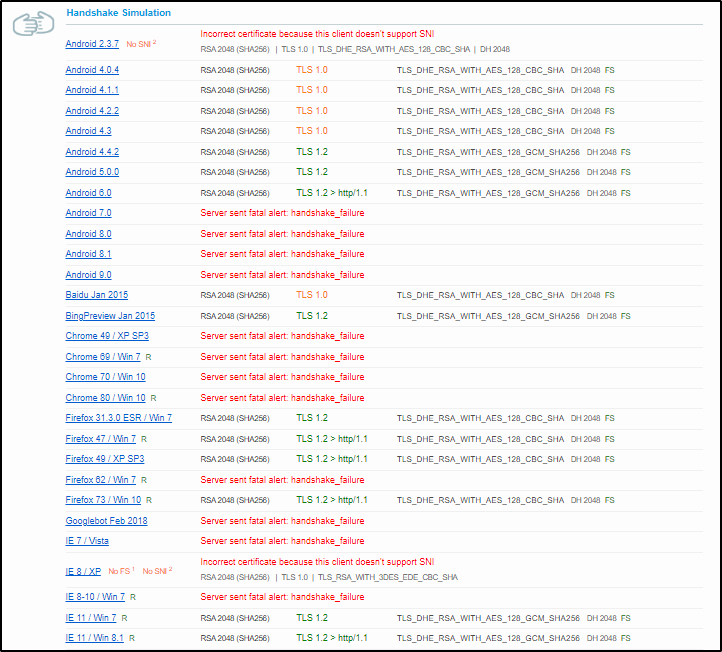 Handshake Simulation
Android 2.3.7 No SNI 2 Incorrect certificate because this client doesn't support SNI
RSA 2048 (SHA256) | TLS 1.0 | TLS_DHE_RSA_WITH_AES_128_CBC_SHA | DH 2048
Android 4.0.4 RSA 2048 (SHA256) TLS 1.0 TLS_DHE_RSA_WITH_AES_128_CBC_SHA DH 2048 FS
Android 4.1.1 RSA 2048 (SHA256) TLS 1.0 TLS_DHE_RSA_WITH_AES_128_CBC_SHA DH 2048 FS
Android 4.2.2 RSA 2048 (SHA256) TLS 1.0 TLS_DHE_RSA_WITH_AES_128_CBC_SHA DH 2048 FS
Android 4.3 RSA 2048 (SHA256) TLS 1.0 TLS_DHE_RSA_WITH_AES_128_CBC_SHA DH 2048 FS
Android 4.4.2 RSA 2048 (SHA256) TLS 1.2 TLS_DHE_RSA_WITH_AES_128_GCM_SHA256 DH 2048 FS
Android 5.0.0 RSA 2048 (SHA256) TLS 1.2 TLS_DHE_RSA_WITH_AES_128_GCM_SHA256 DH 2048 FS
Android 6.0 RSA 2048 (SHA256) TLS 1.2 > http/1.1 TLS_DHE_RSA_WITH_AES_128_GCM_SHA256 DH 2048 FS
Android 7.0 Server sent fatal alert: handshake_failure
Android 8.0 Server sent fatal alert: handshake_failure
Android 8.1 Server sent fatal alert: handshake_failure
Android 9.0 Server sent fatal alert: handshake_failure
Baidu Jan 2015 RSA 2048 (SHA256) TLS 1.0 TLS_DHE_RSA_WITH_AES_128_CBC_SHA DH 2048 FS
BingPreview Jan 2015 RSA 2048 (SHA256) TLS 1.2 TLS_DHE_RSA_WITH_AES_128_GCM_SHA256 DH 2048 FS
Chrome 49 / XP SP3 Server sent fatal alert: handshake_failure
Chrome 69 / Win 7 R Server sent fatal alert: handshake_failure
Chrome 70 / Win 10 Server sent fatal alert: handshake_failure
Chrome 80 / Win 10 R Server sent fatal alert: handshake_failure
Firefox 31.3.0 ESR / Win 7 RSA 2048 (SHA256) TLS 1.2 TLS_DHE_RSA_WITH_AES_128_CBC_SHA DH 2048 FS
Firefox 47 / Win 7 R RSA 2048 (SHA256) TLS 1.2 > http/1.1 TLS_DHE_RSA_WITH_AES_128_CBC_SHA DH 2048 FS
Firefox 49 / XP SP3 RSA 2048 (SHA256) TLS 1.2 > http/1.1 TLS_DHE_RSA_WITH_AES_128_CBC_SHA DH 2048 FS
Firefox 62 / Win 7 R Server sent fatal alert: handshake_failure
Firefox 73 / Win 10 R RSA 2048 (SHA256) TLS 1.2 > http/1.1 TLS_DHE_RSA_WITH_AES_128_CBC_SHA DH 2048 FS
Googlebot Feb 2018 Server sent fatal alert: handshake_failure
IE 7 / Vista Server sent fatal alert: handshake_failure
IE 8 / XP No FS 1 No SNI 2 Incorrect certificate because this client doesn't support SNI
RSA 2048 (SHA256) | TLS 1.0 | TLS_RSA_WITH_3DES_EDE_CBC_SHA
IE 8-10 / Win 7 R Server sent fatal alert: handshake_failure
IE 11 / Win 7 R RSA 2048 (SHA256) TLS 1.2 TLS_DHE_RSA_WITH_AES_128_GCM_SHA256 DH 2048 FS
IE 11 / Win 8.1 R RSA 2048 (SHA256) TLS 1.2 > http/1.1 TLS_DHE_RSA_WITH_AES_128_GCM_SHA256 DH 2048 FS